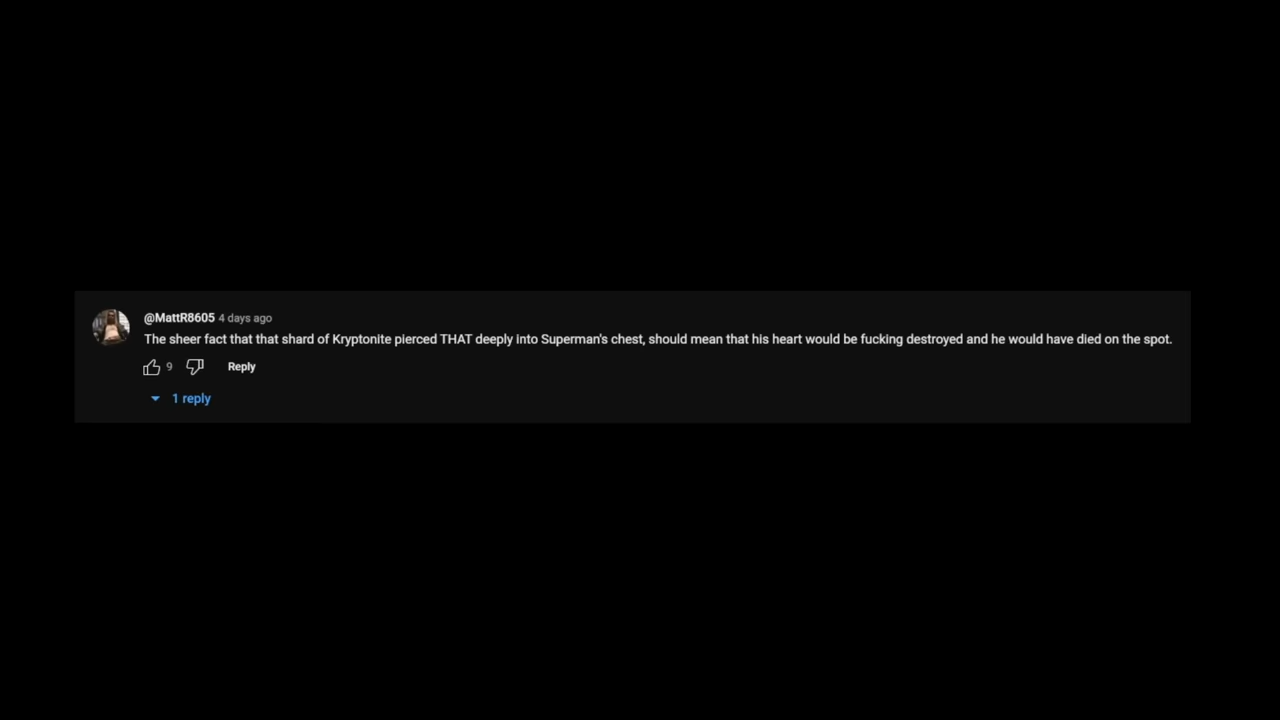 @MattR8605 4 days ago
The sheer fact that that shard of Kryptonite pierced THAT deeply into Superman's chest, should mean that his heart would be fucking destroyed and he would have died on the spot.
9 Reply
1 reply